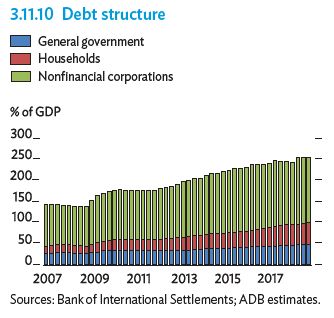 3.11.10 Debt structure
General government
Households
Nonfinancial corporations
% of GDP
300
250
200
150
100
50
0
2007 2009 2011 2013 2015 2017
Sources: Bank of International Settlements; ADB estimates.